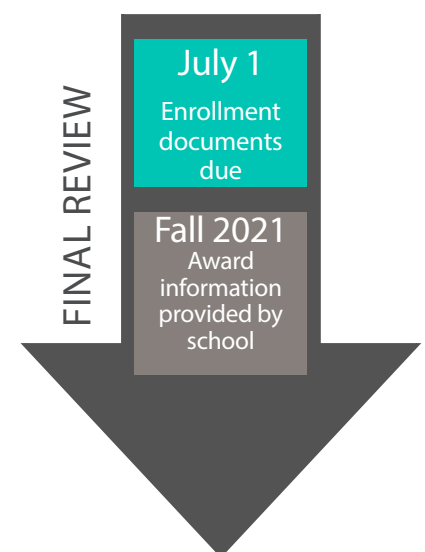 FINAL REVIEW
July 1
Enrollment
documents
due
Fall 2021
Award
information
provided by
school